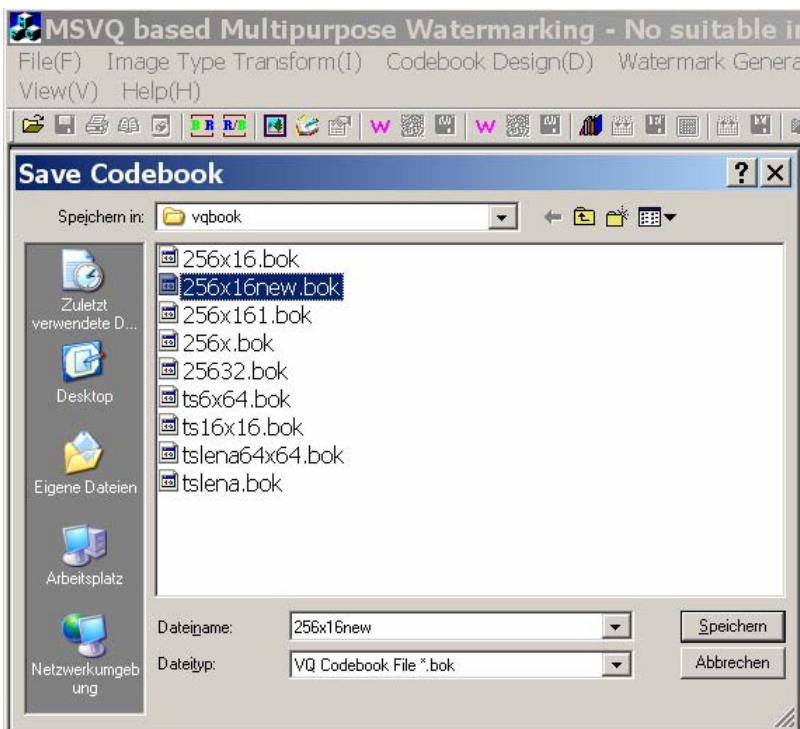 MSVQ based Multipurpose Watermarking - No suitable
File(F) Image Type Transform(I) Codebook Design(D) Watermark Genera
View(V) Help(H)
B R R/B W W
Save Codebook
Speichern in: vqbook
256x16.bok
256x16new.bok
256x161.bok
256x.bok
25632.bok
ts6x64.bok
ts16x16.bok
tslena64x64.bok
tslena.bok
Zuletzt
verwendete D...
Desktop
Eigene Dateien
Arbeitsplatz
Netzwerkumgeb
ung
Dateiname: 256x16new Speichern
Dateityp: VQ Codebook File *.bok Abbrechen